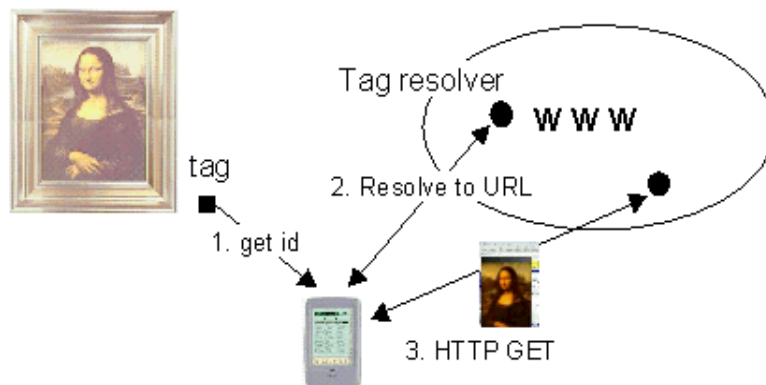 Tag resolver
W W W
tag
2. Resolve to URL
1. get id
3. HTTP GET